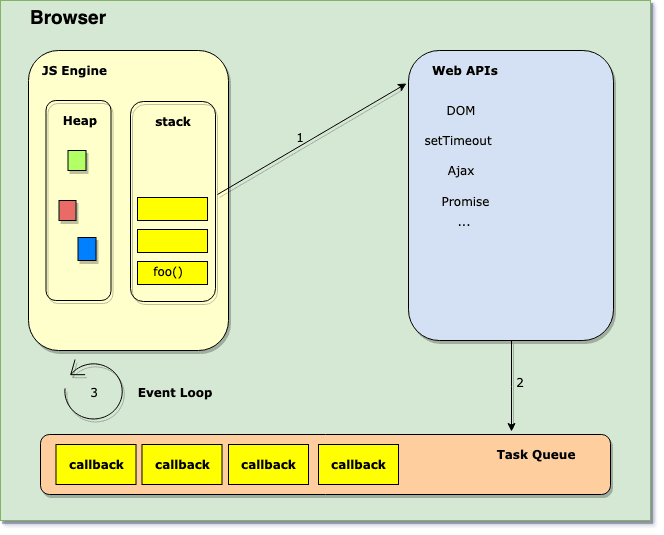 Browser
JS Engine
Heap
stack
foo()
1
Web APIs
DOM
setTimeout
Ajax
Promise
...
2
3
Event Loop
Task Queue
callback
callback
callback
callback